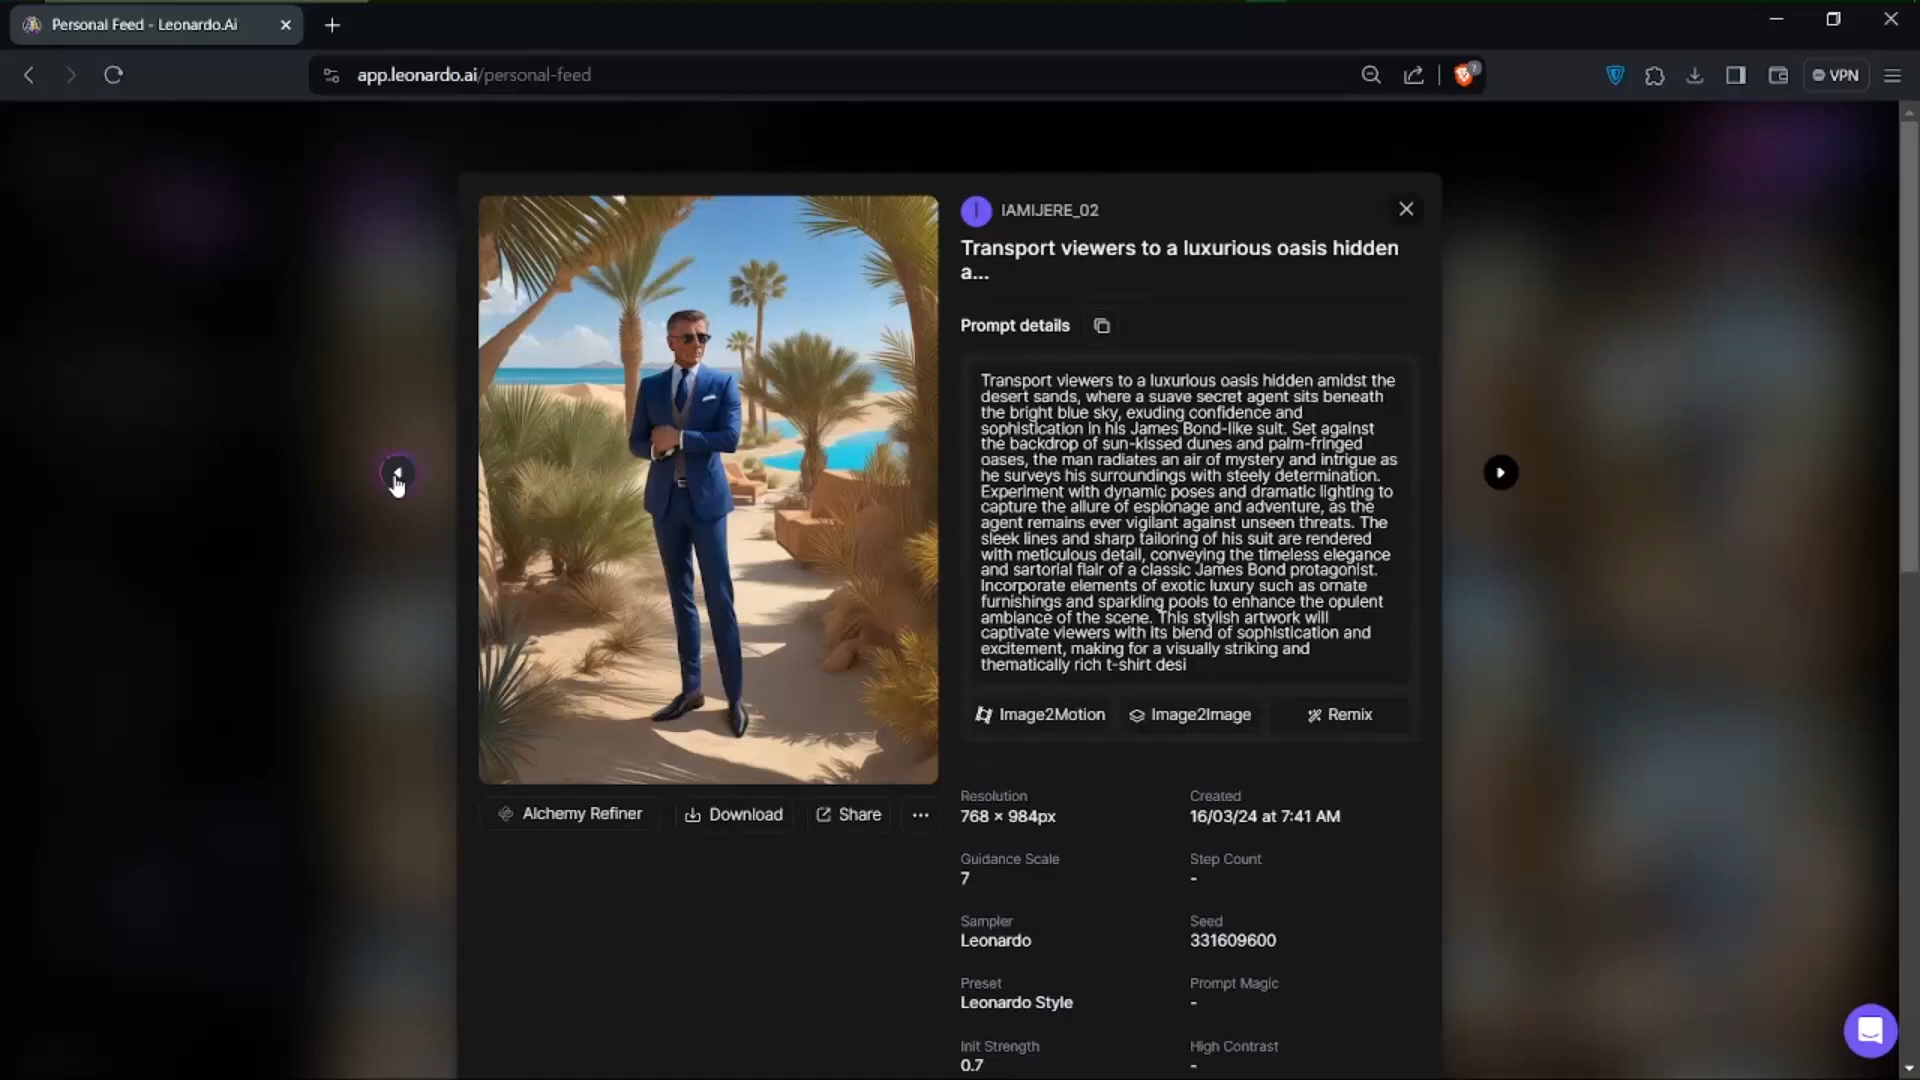 Personal Feed - Leonardo.Ai
app.leonardo.ai/personal-feed
7
VPN
I
IAMIJERE_02
Transport viewers to a luxurious oasis hidden
a...
Prompt details
Transport viewers to a luxurious oasis hidden amidst the
desert sands, where a suave secret agent sits beneath
the bright blue sky, exuding confidence and
sophistication in his James Bond-like suit. Set against
the backdrop of sun-kissed dunes and palm-fringed
oases, the man radiates an air of mystery and intrigue as
he surveys his surroundings with steely determination.
Experiment with dynamic poses and dramatic lighting to
capture the allure of espionage and adventure, as the
agent remains ever vigilant against unseen threats. The
sleek lines and sharp tailoring of his suit are rendered
with meticulous detail, conveying the timeless elegance
and sartorial flair of a classic James Bond protagonist.
Incorporate elements of exotic luxury such as ornate
furnishings and sparkling pools to enhance the opulent
ambiance of the scene. This stylish artwork will
captivate viewers with its blend of sophistication and
excitement, making for a visually striking and
thematically rich t-shirt desi
Image2Motion Image2Image Remix
Alchemy Refiner Download Share
Resolution Created
768 × 984px 16/03/24 at 7:41 AM
Guidance Scale Step Count
7 -
Sampler Seed
Leonardo 331609600
Preset Prompt Magic
Leonardo Style -
Init Strength High Contrast
0.7 -